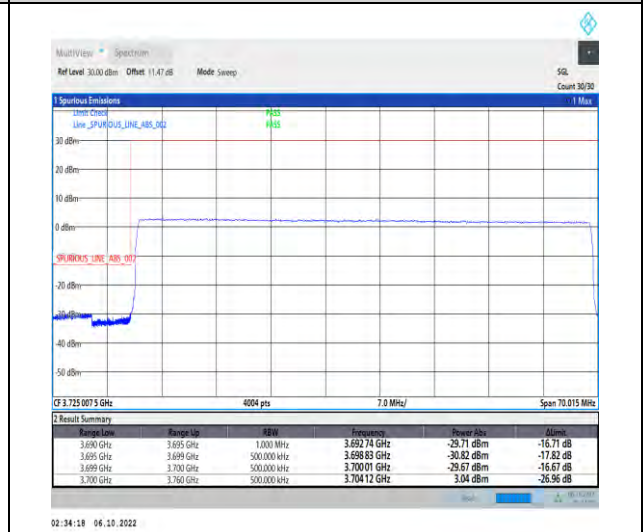 MultiView Spectrum
Ref Level 30.00 dBm Offset 11.47 dB Mode Sweep SGL
Count 30/30
1 Spurious Emissions 1 Max
Limit Check PASS
Line _SPURIOUS_LINE_ABS_002 PASS
30 dBm
20 dBm
10 dBm
0 dBm
_SPURIOUS_LINE_ABS_002
-20 dBm
-30 dBm
-40 dBm
-50 dBm
CF 3.725 007 5 GHz 4004 pts 7.0 MHz/ Span 70.015 MHz
2 Result Summary
Range Low Range Up RBW Frequency Power Abs ΔLimit
3.690 GHz 3.695 GHz 1.000 MHz 3.692 74 GHz -29.71 dBm -16.71 dB
3.695 GHz 3.699 GHz 500.000 kHz 3.698 83 GHz -30.82 dBm -17.82 dB
3.699 GHz 3.700 GHz 500.000 kHz 3.700 01 GHz -29.67 dBm -16.67 dB
3.700 GHz 3.760 GHz 500.000 kHz 3.704 12 GHz 3.04 dBm -26.96 dB
02:34:18 06.10.2022